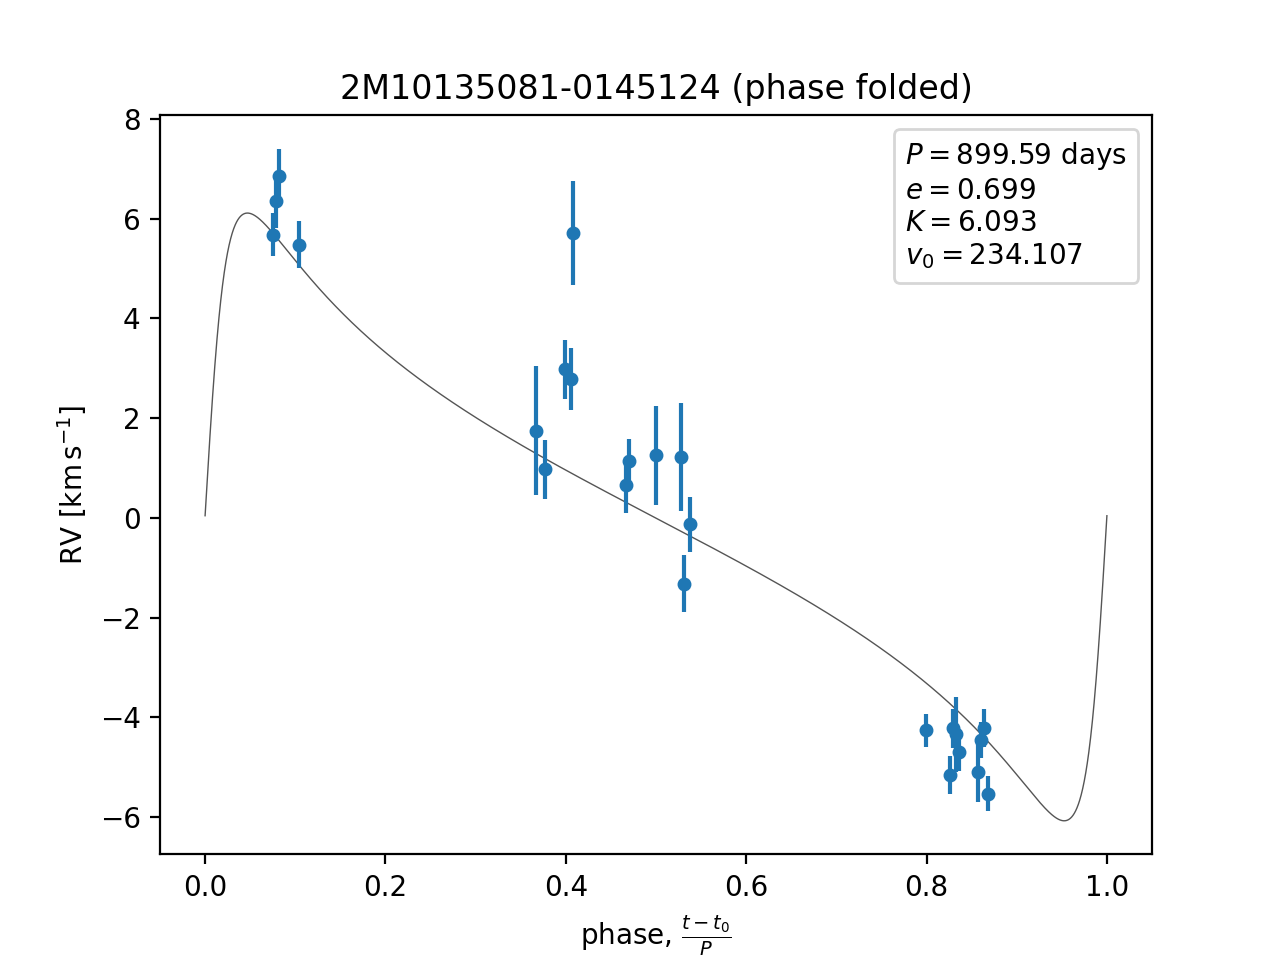 2M10135081-0145124 (phase folded)
P = 899.59 days
e = 0.699
K = 6.093
v₀ = 234.107
RV [km s⁻¹]
8
6
4
2
0
−2
−4
−6
0.0 0.2 0.4 0.6 0.8 1.0
phase, (t − t₀)/P